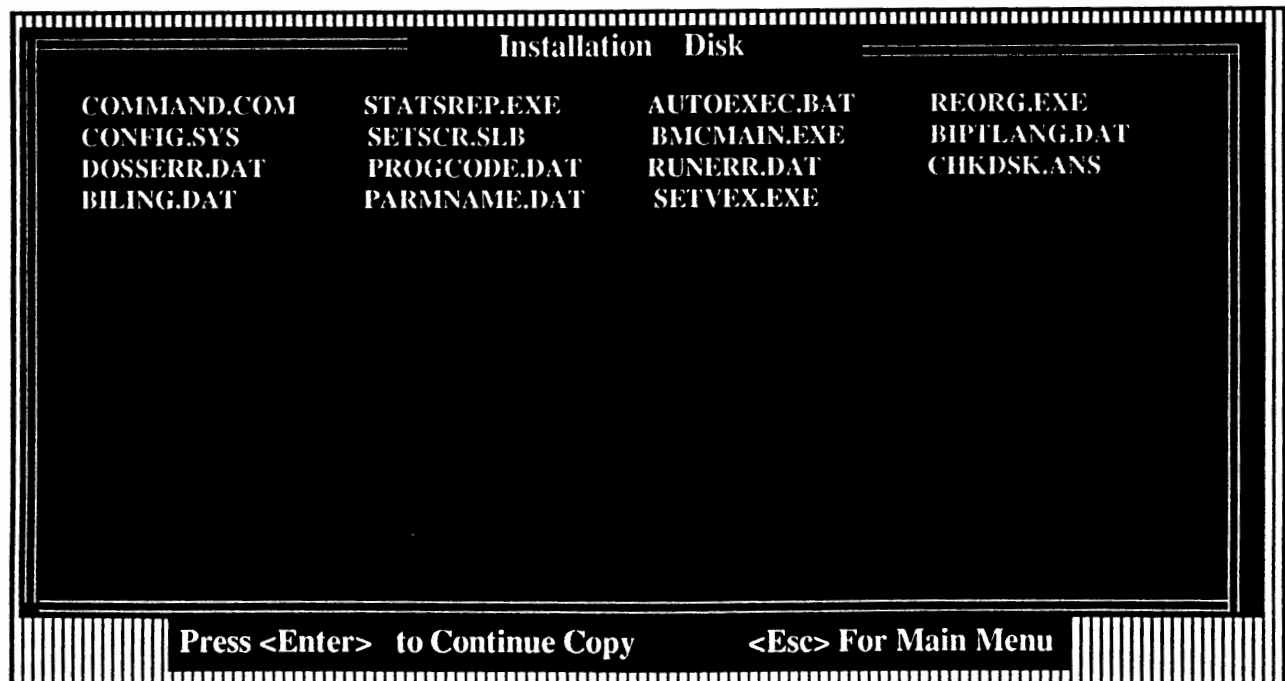 Installation Disk
COMMAND.COM STATSREP.EXE AUTOEXEC.BAT REORG.EXE
CONFIG.SYS SETSCR.SLB BMCMAIN.EXE BIPTLANG.DAT
DOSSERR.DAT PROGCODE.DAT RUNERR.DAT CHKDSK.ANS
BILING.DAT PARMNAME.DAT SETVEX.EXE
Press <Enter> to Continue Copy <Esc> For Main Menu